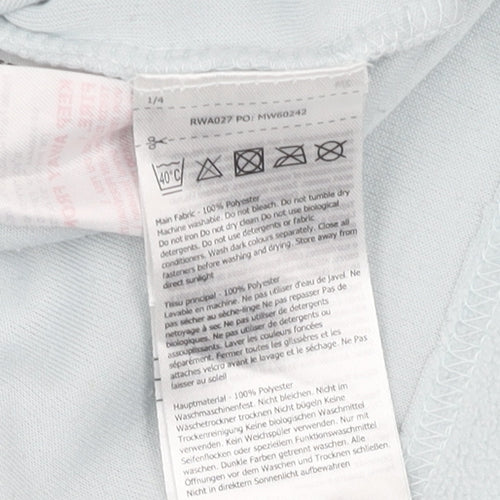 1/4
RWA027 PO: MW60242
40°C
Main Fabric - 100% Polyester
Machine washable. Do not bleach. Do not tumble dry
Do not iron Do not dry clean Do not use biological
detergents. Do not use detergents or fabric
conditioners. Wash dark colours separately. Close all
fasteners before washing and drying. Store away from
direct sunlight
Tissu principal - 100% Polyester
Lavable en machine. Ne pas utiliser d'eau de javel. Ne
pas sécher au sèche-linge Ne pas repasser Pas de
nettoyage à sec Ne pas utiliser de détergents
biologiques. Ne pas utiliser de détergents ou
assouplissants. Laver les couleurs foncées
séparément. Fermer toutes les glissières et les
attaches velcro avant le lavage et le séchage. Ne pas
laisser au soleil
Hauptmaterial - 100% Polyester
Waschmaschinenfest. Nicht bleichen. Nicht im
Wäschetrockner trocknen Nicht bügeln Keine
Trockenreinigung Keine biologischen Waschmittel
verwenden. Kein Weichspüler verwenden. Nur mit
Seifenflocken oder speziellem Funktionswaschmittel
waschen. Dunkle Farben getrennt waschen. Alle
Öffnungen vor dem Waschen und Trocknen schliessen.
Nicht in direktem Sonnenlicht aufbewahren
KEEP AWAY FROM
FIRE